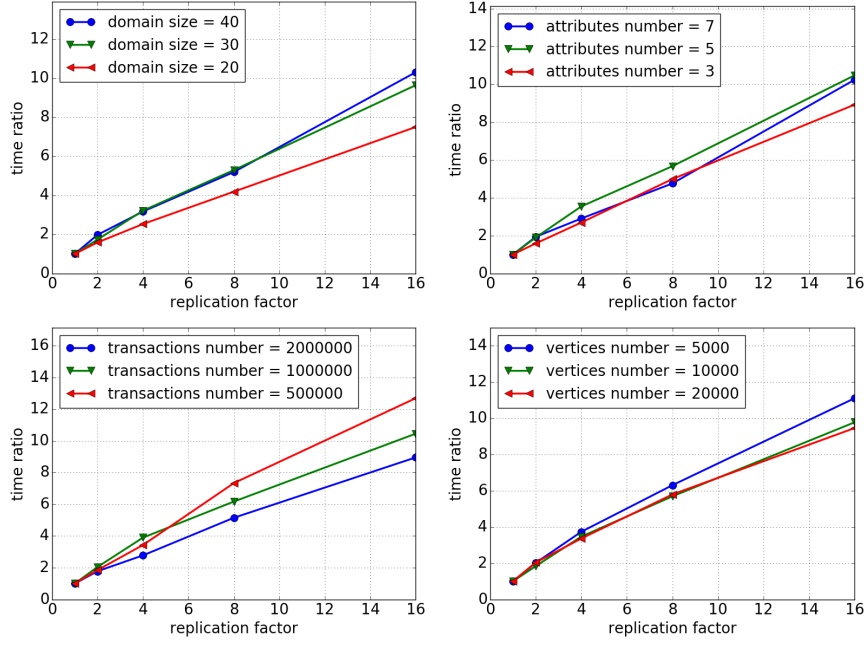 domain size = 40
domain size = 30
domain size = 20
12
10
8
6
4
2
0
time ratio
0 2 4 6 8 10 12 14 16
replication factor
attributes number = 7
attributes number = 5
attributes number = 3
14
12
10
8
6
4
2
0
time ratio
0 2 4 6 8 10 12 14 16
replication factor
transactions number = 2000000
transactions number = 1000000
transactions number = 500000
16
14
12
10
8
6
4
2
0
time ratio
0 2 4 6 8 10 12 14 16
replication factor
vertices number = 5000
vertices number = 10000
vertices number = 20000
14
12
10
8
6
4
2
0
time ratio
0 2 4 6 8 10 12 14 16
replication factor